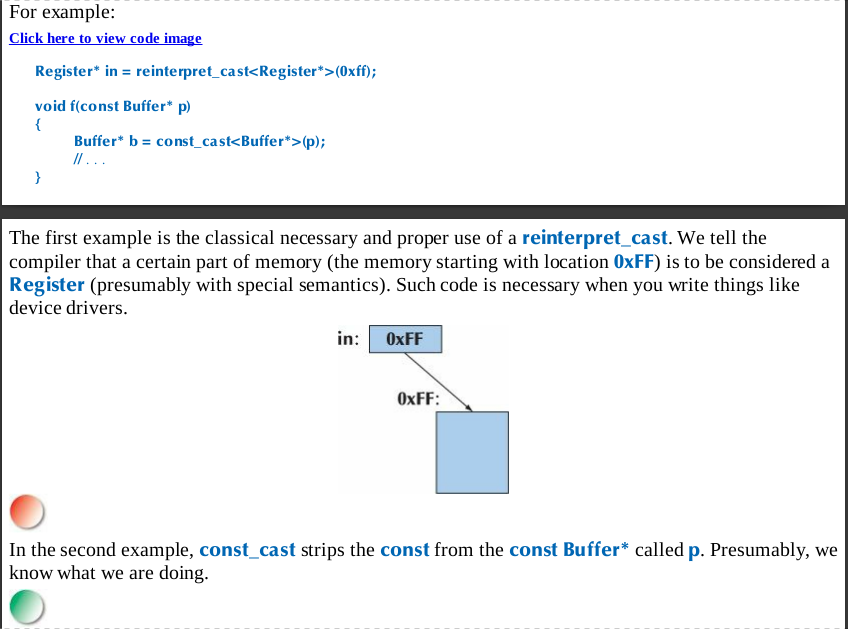 For example:
Click here to view code image
Register* in = reinterpret_cast<Register*>(0xff);
void f(const Buffer* p)
{
Buffer* b = const_cast<Buffer*>(p);
// . . .
}
The first example is the classical necessary and proper use of a reinterpret_cast. We tell the
compiler that a certain part of memory (the memory starting with location 0xFF) is to be considered a
Register (presumably with special semantics). Such code is necessary when you write things like
device drivers.
in: 0xFF
0xFF:
In the second example, const_cast strips the const from the const Buffer* called p. Presumably, we
know what we are doing.